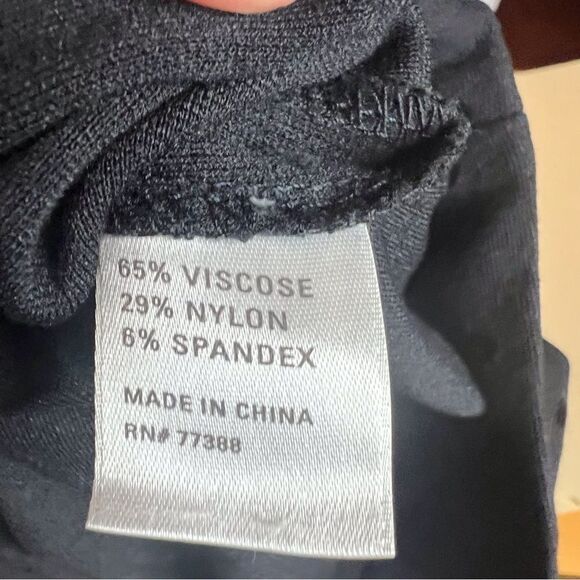 65% VISCOSE
29% NYLON
6% SPANDEX
MADE IN CHINA
RN# 77388